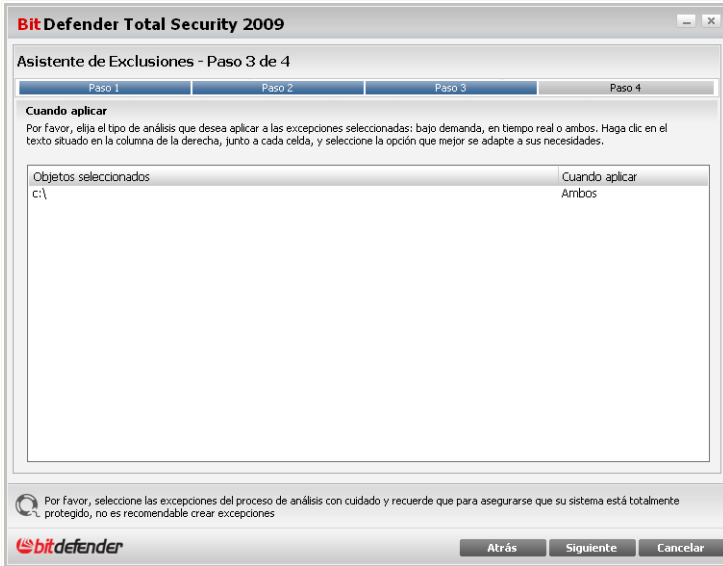 BitDefender Total Security 2009
Asistente de Exclusiones - Paso 3 de 4
Paso 1 Paso 2 Paso 3 Paso 4
Cuando aplicar
Por favor, elija el tipo de análisis que desea aplicar a las excepciones seleccionadas: bajo demanda, en tiempo real o ambos. Haga clic en el
texto situado en la columna de la derecha, junto a cada celda, y seleccione la opción que mejor se adapte a sus necesidades.
Objetos seleccionados Cuando aplicar
c:\ Ambos
Por favor, seleccione las excepciones del proceso de análisis con cuidado y recuerde que para asegurarse que su sistema está totalmente
protegido, no es recomendable crear excepciones
bitdefender Atrás Siguiente Cancelar